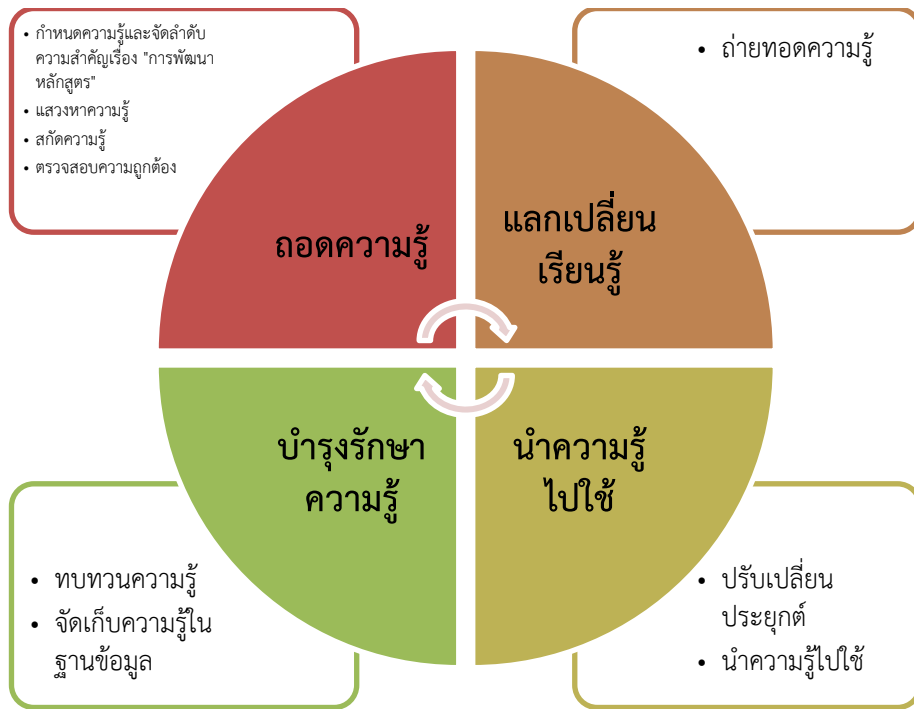 • กำหนดความรู้และจัดลำดับ
ความสำคัญเรื่อง "การพัฒนา
หลักสูตร"
• แสวงหาความรู้
• สกัดความรู้
• ตรวจสอบความถูกต้อง
• ถ่ายทอดความรู้
ถอดความรู้
แลกเปลี่ยน
เรียนรู้
บำรุงรักษา
ความรู้
นำความรู้
ไปใช้
• ทบทวนความรู้
• จัดเก็บความรู้ใน
ฐานข้อมูล
• ปรับเปลี่ยน
ประยุกต์
• นำความรู้ไปใช้